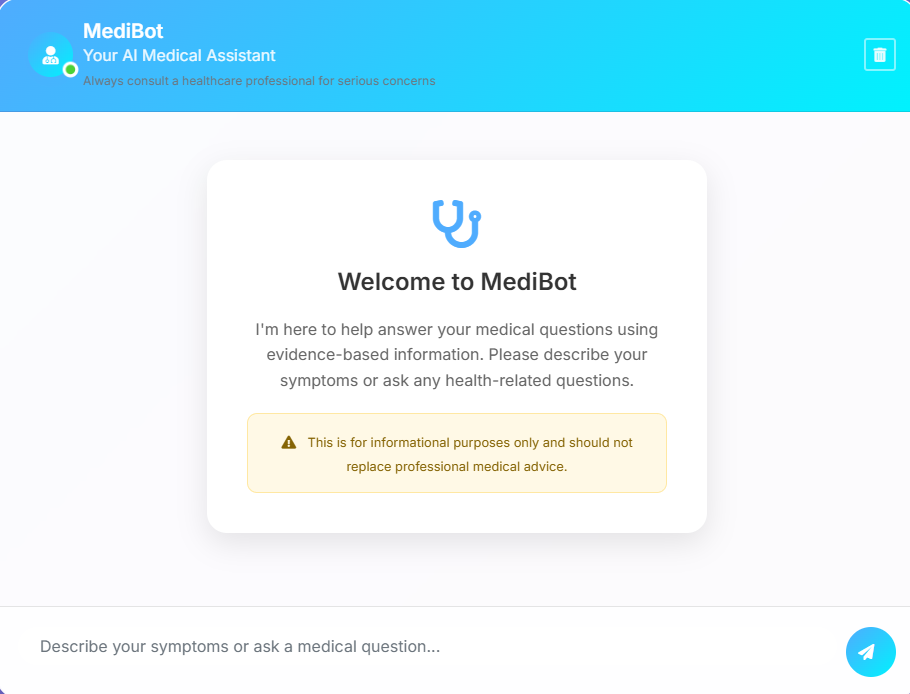 MediBot
Your AI Medical Assistant
Always consult a healthcare professional for serious concerns
Welcome to MediBot
I'm here to help answer your medical questions using
evidence-based information. Please describe your
symptoms or ask any health-related questions.
This is for informational purposes only and should not
replace professional medical advice.
Describe your symptoms or ask a medical question...